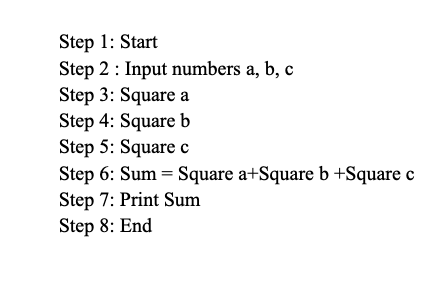 Step 1: Start
Step 2 : Input numbers a, b, c
Step 3: Square a
Step 4: Square b
Step 5: Square c
Step 6: Sum = Square a+Square b +Square c
Step 7: Print Sum
Step 8: End